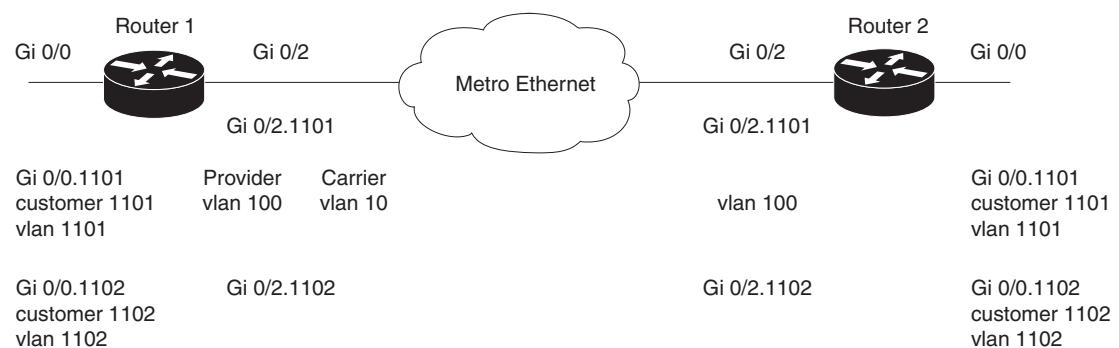 Router 1
Router 2
Gi 0/0
Gi 0/2
Metro Ethernet
Gi 0/2
Gi 0/0
Gi 0/2.1101
Gi 0/2.1101
Gi 0/0.1101
customer 1101
vlan 1101
Provider
vlan 100
Carrier
vlan 10
vlan 100
Gi 0/0.1101
customer 1101
vlan 1101
Gi 0/0.1102
customer 1102
vlan 1102
Gi 0/2.1102
Gi 0/2.1102
Gi 0/0.1102
customer 1102
vlan 1102